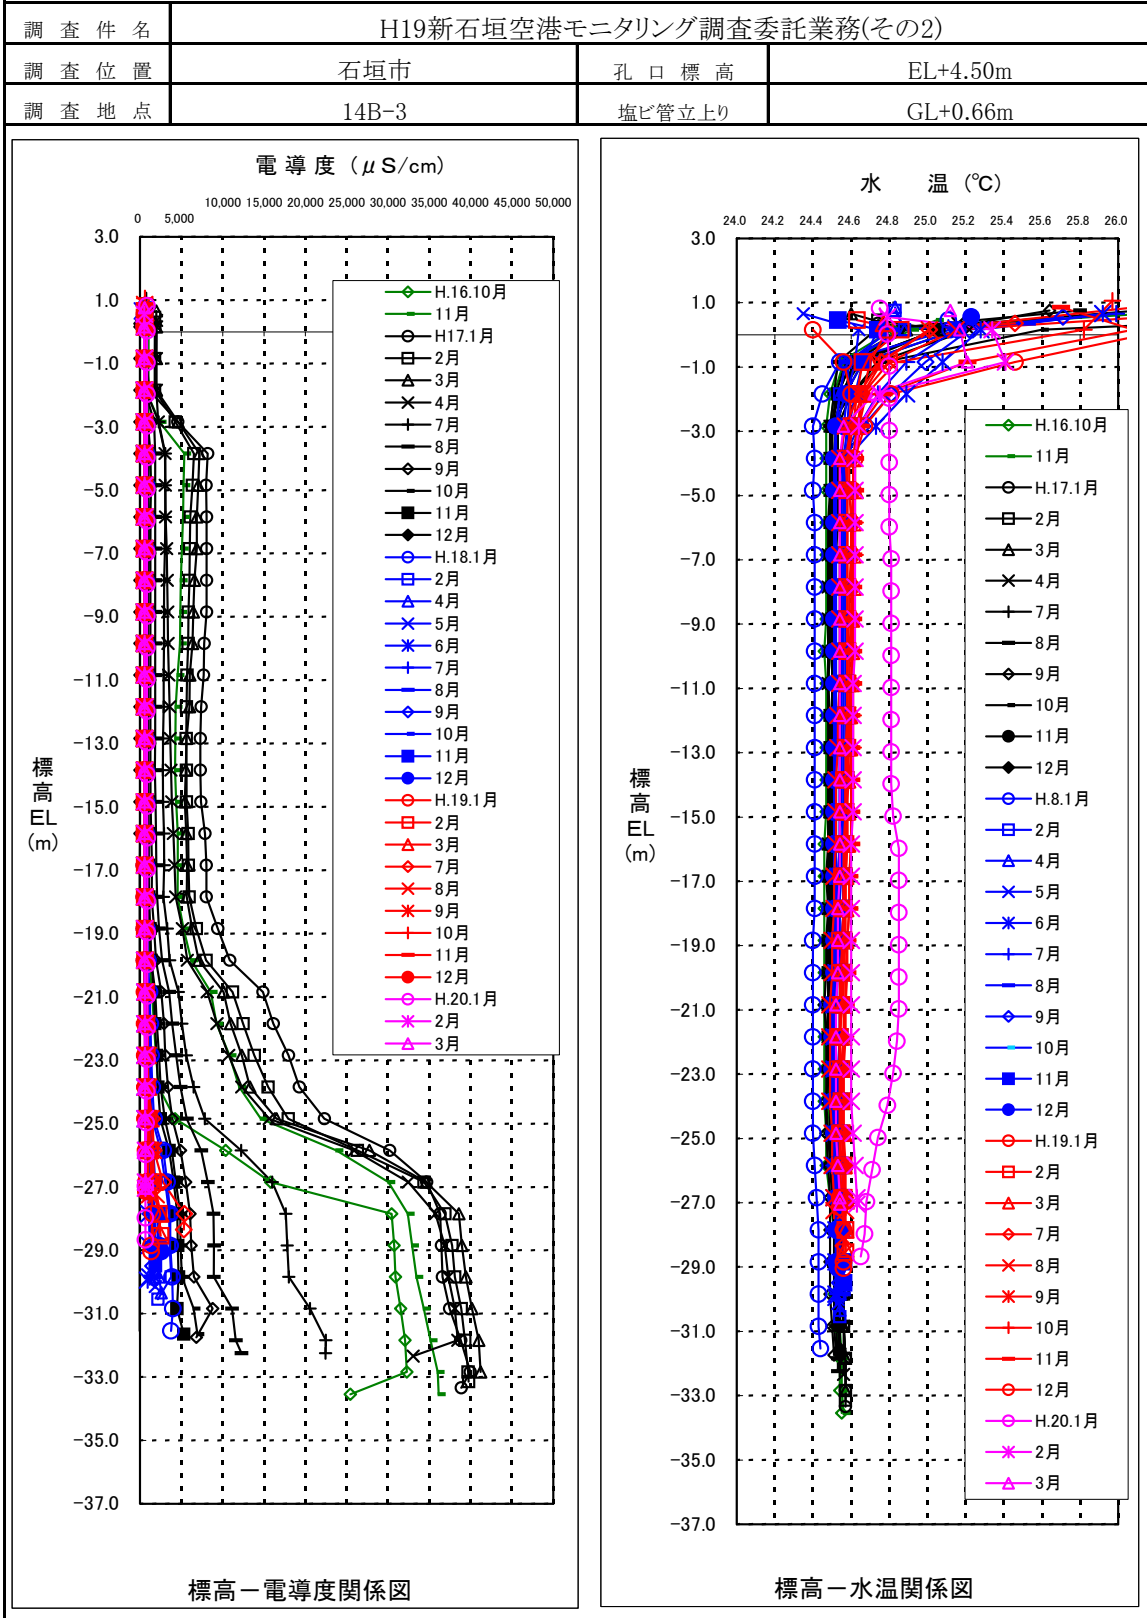 調査件名 H19新石垣空港モニタリング調査委託業務(その2)
調査位置 石垣市 孔口標高 EL+4.50m
調査地点 14B-3 塩ビ管立上り GL+0.66m
電導度（μS/cm）
0 5,000 10,000 15,000 20,000 25,000 30,000 35,000 40,000 45,000 50,000
3.0
1.0
-1.0
-3.0
-5.0
-7.0
-9.0
-11.0
-13.0
-15.0
-17.0
-19.0
-21.0
-23.0
-25.0
-27.0
-29.0
-31.0
-33.0
-35.0
-37.0
標
高
EL
(m)
H.16.10月
11月
H17.1月
2月
3月
4月
7月
8月
9月
10月
11月
12月
H.18.1月
2月
4月
5月
6月
7月
8月
9月
10月
11月
12月
H.19.1月
2月
3月
7月
8月
9月
10月
11月
12月
H.20.1月
2月
3月
標高－電導度関係図
水 温（℃）
24.0 24.2 24.4 24.6 24.8 25.0 25.2 25.4 25.6 25.8 26.0
3.0
1.0
-1.0
-3.0
-5.0
-7.0
-9.0
-11.0
-13.0
-15.0
-17.0
-19.0
-21.0
-23.0
-25.0
-27.0
-29.0
-31.0
-33.0
-35.0
-37.0
標
高
EL
(m)
H.16.10月
11月
H.17.1月
2月
3月
4月
7月
8月
9月
10月
11月
12月
H.8.1月
2月
4月
5月
6月
7月
8月
9月
10月
11月
12月
H.19.1月
2月
3月
7月
8月
9月
10月
11月
12月
H.20.1月
2月
3月
標高－水温関係図